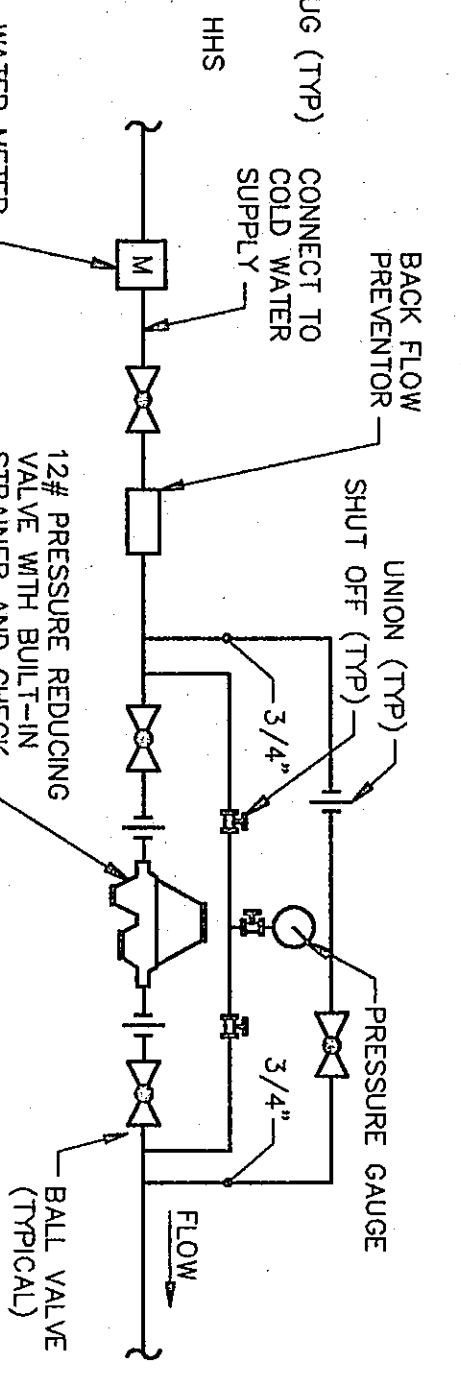 UG (TYP)
HHS
CONNECT TO
COLD WATER
SUPPLY
BACK FLOW
PREVENTOR
UNION (TYP)
SHUT OFF (TYP)
3/4"
PRESSURE GAUGE
3/4"
FLOW
M
WATER METER
12# PRESSURE REDUCING
VALVE WITH BUILT-IN
STRAINER AND CHECK
BALL VALVE
(TYPICAL)